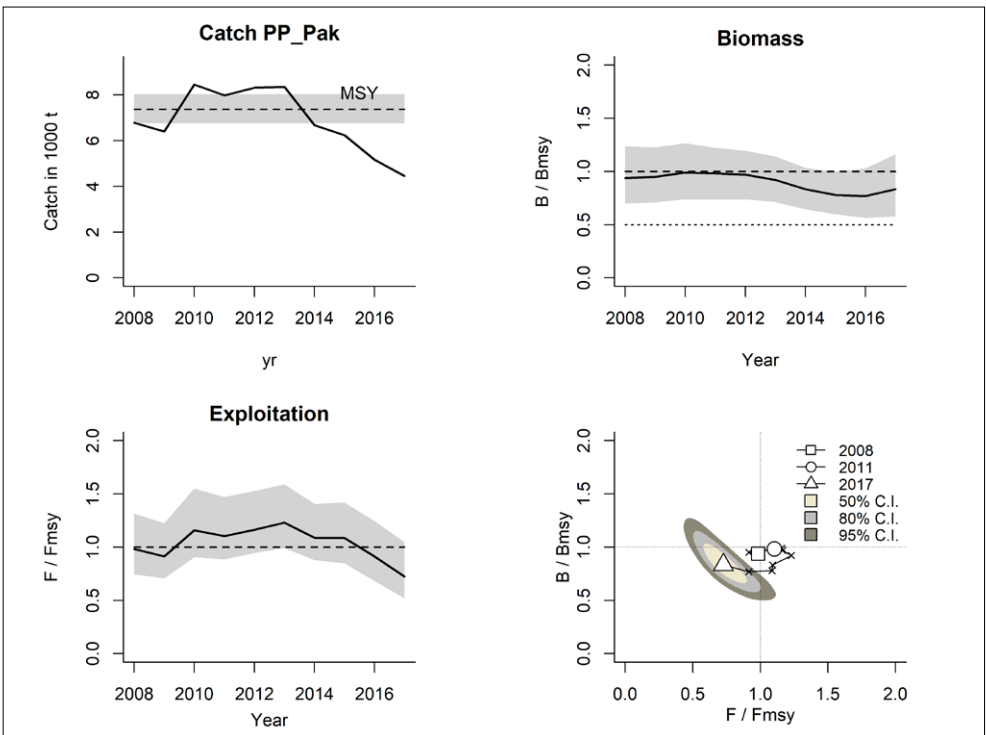 Catch PP_Pak
Catch in 1000 t
8
6
4
2
0
MSY
2008 2010 2012 2014 2016
yr
Biomass
B / Bmsy
2.0
1.5
1.0
0.5
0.0
2008 2010 2012 2014 2016
Year
Exploitation
F / Fmsy
2.0
1.5
1.0
0.5
0.0
2008 2010 2012 2014 2016
Year
B / Bmsy
2.0
1.5
1.0
0.5
0.0
2008
2011
2017
50% C.I.
80% C.I.
95% C.I.
0.0 0.5 1.0 1.5 2.0
F / Fmsy